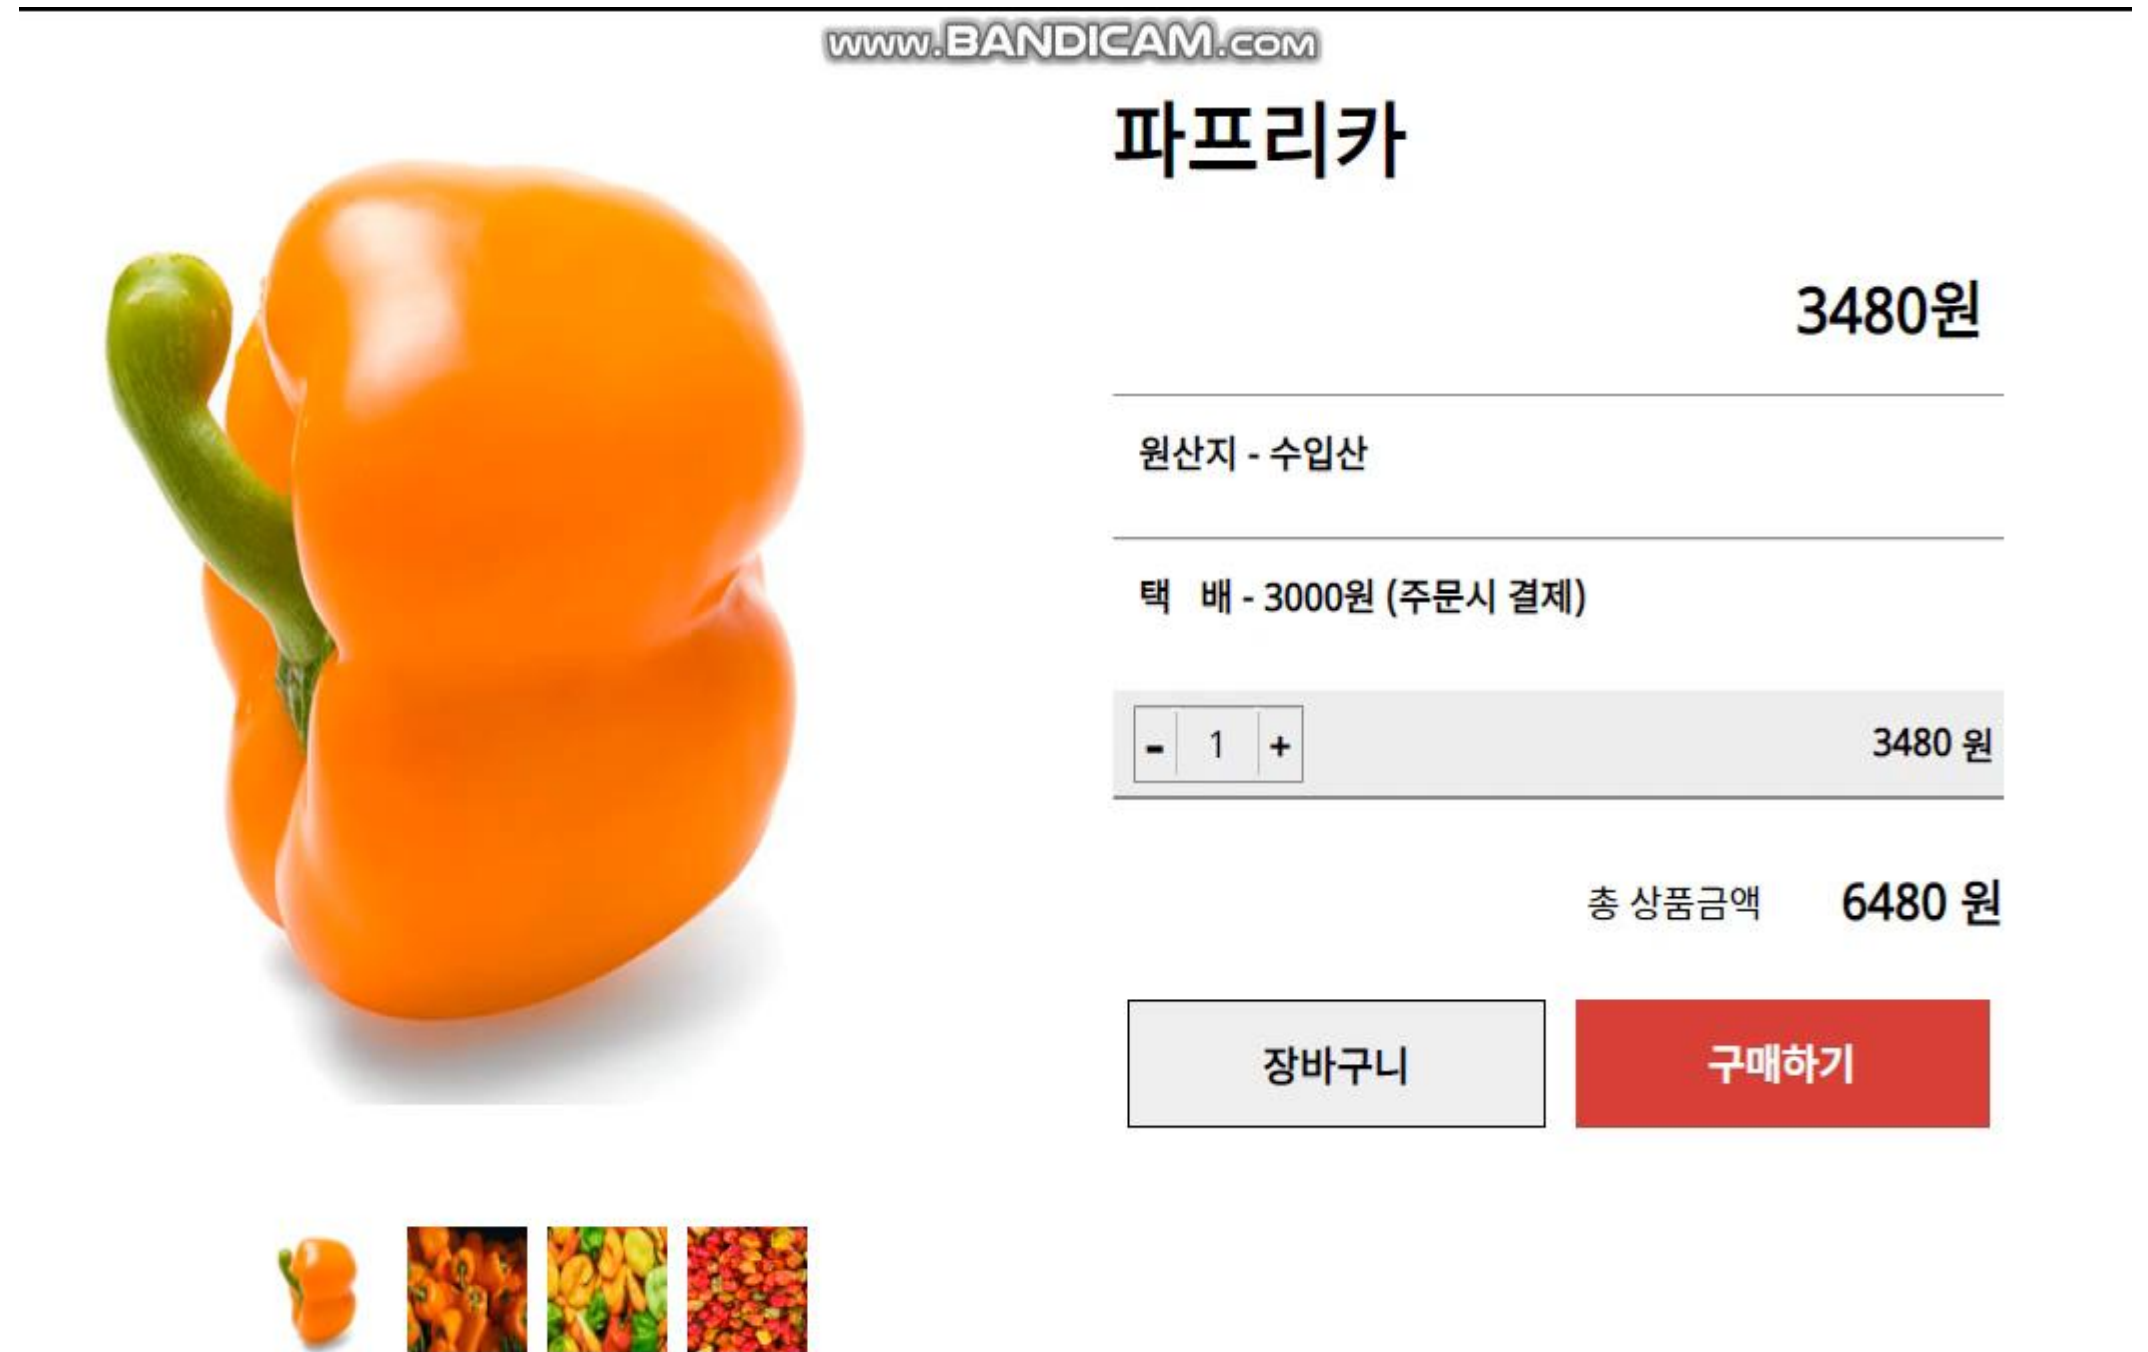 www.BANDICAM.com
파프리카
3480원
원산지 - 수입산
택 배 - 3000원 (주문시 결제)
- 1 + 3480 원
총 상품금액 6480 원
장바구니 구매하기